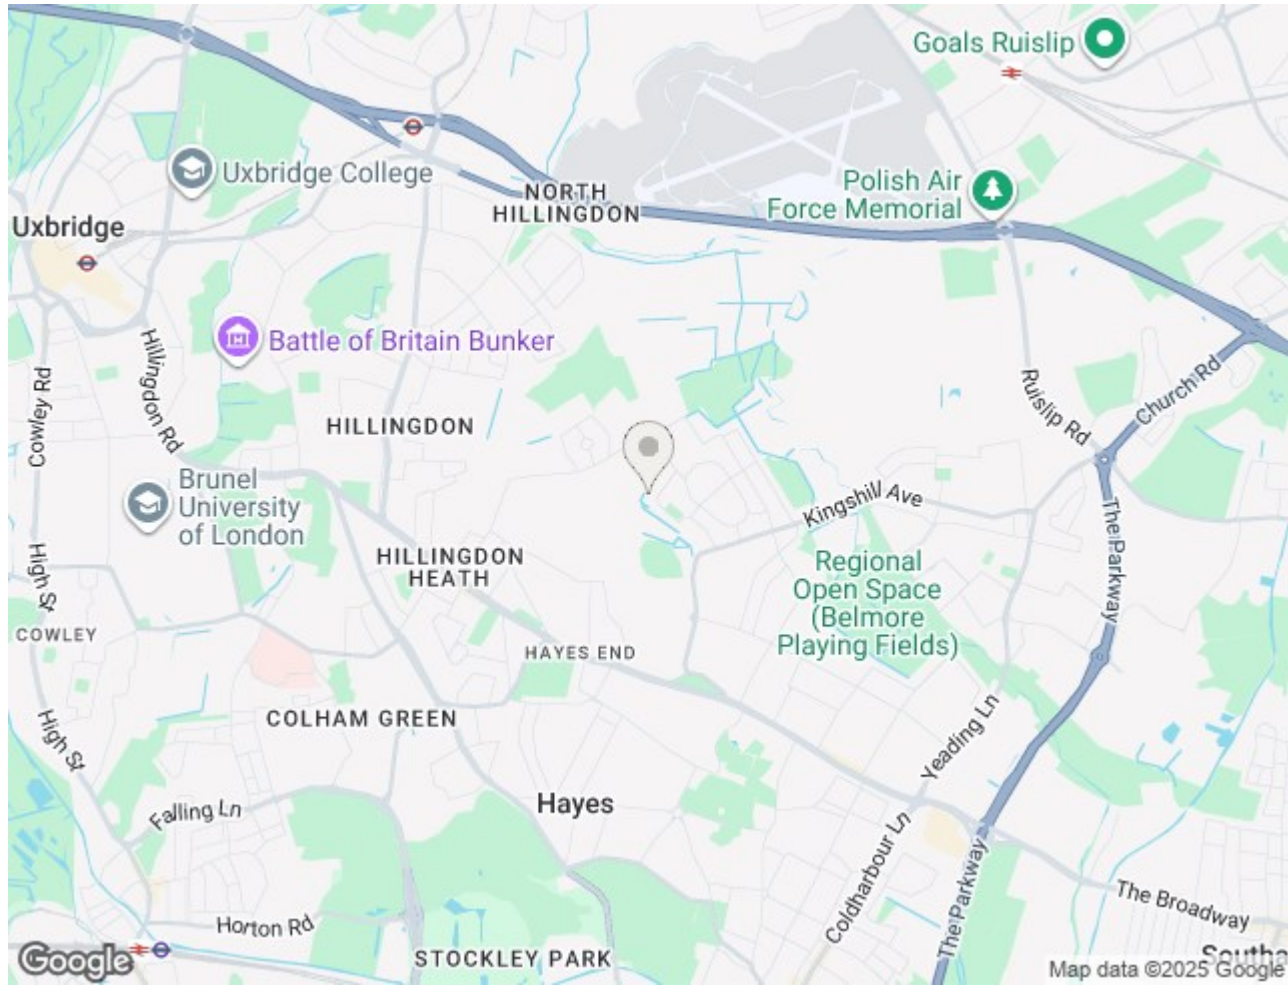 Goals Ruislip
Uxbridge College
NORTH
HILLINGDON
Polish Air
Force Memorial
Uxbridge
Battle of Britain Bunker
Hillingdon Rd
Cowley Rd
Ruislip Rd
Church Rd
HILLINGDON
Brunel
University
of London
Kingshill Ave
The Parkway
HILLINGDON
HEATH
High St
Regional
Open Space
(Belmore
Playing Fields)
COWLEY
HAYES END
COLHAM GREEN
High St
Yeading Ln
Falling Ln
Hayes
Coldharbour Ln
The Parkway
The Broadway
Horton Rd
STOCKLEY PARK
Google
Map data ©2025 Google